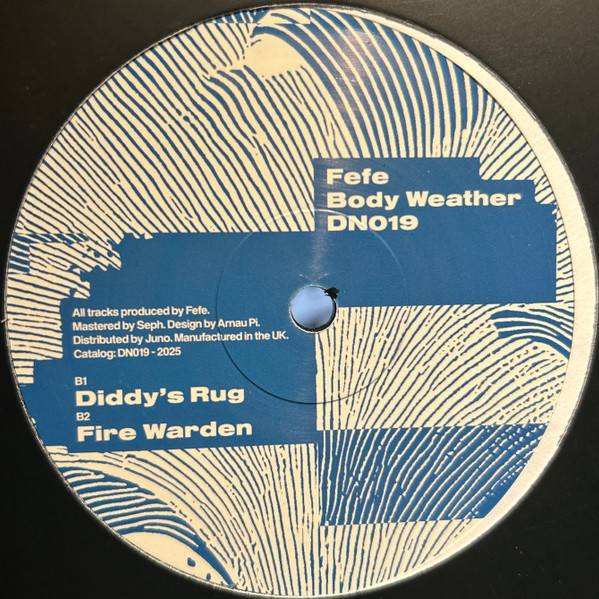 Fefe
Body Weather
DN019
All tracks produced by Fefe.
Mastered by Seph. Design by Arnau Pi.
Distributed by Juno. Manufactured in the UK.
Catalog: DN019 - 2025
B1
Diddy's Rug
B2
Fire Warden